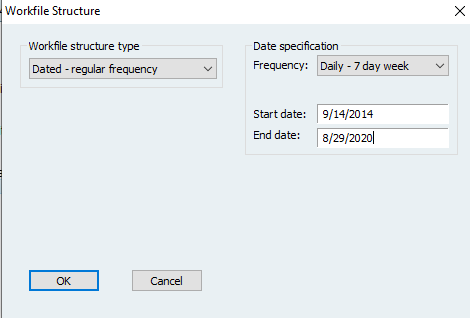 Workfile Structure
Workfile structure type
Dated - regular frequency
Date specification
Frequency: Daily - 7 day week
Start date: 9/14/2014
End date: 8/29/2020
OK Cancel